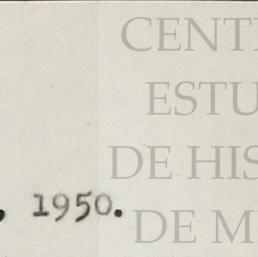 CENT
ESTU
DE HIS
, 1950.
DE M